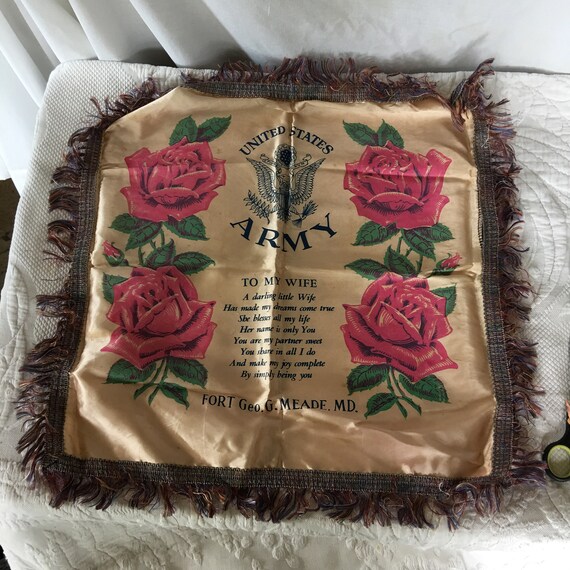 UNITED STATES
ARMY
TO MY WIFE
A darling little Wife
Has made my dreams come true
She blesses all my life
Her name is only You
You are my partner sweet
You share in all I do
And make my joy complete
By simply being you
FORT GEO. G. MEADE, MD.